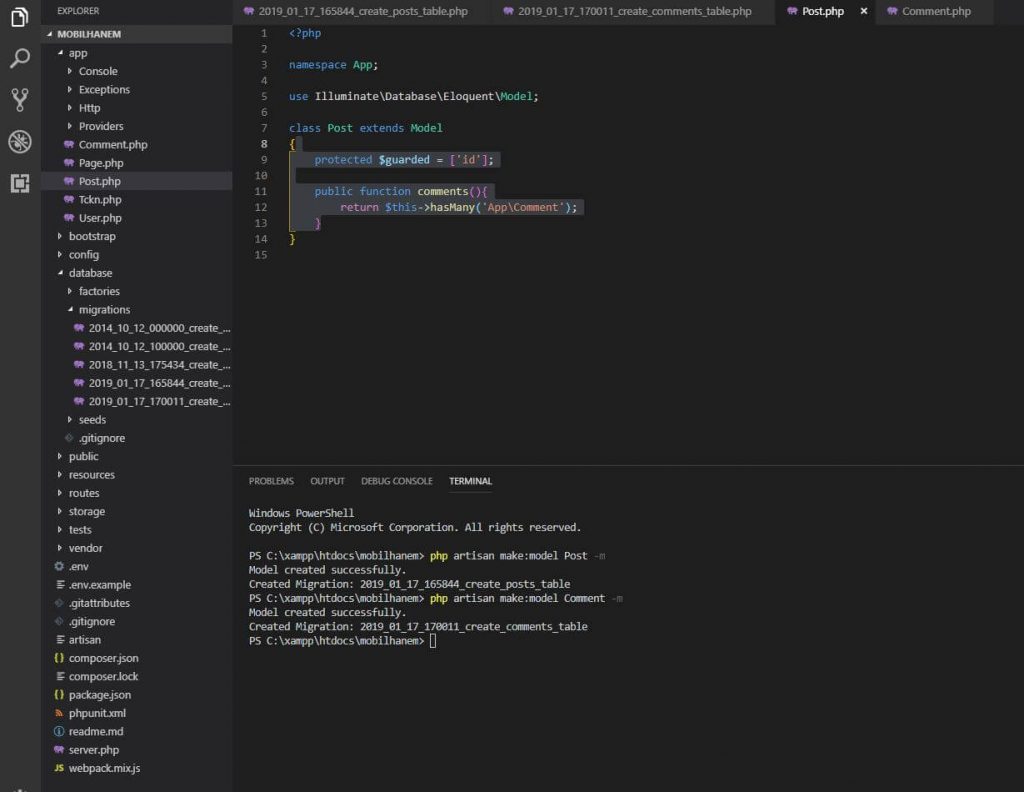 EXPLORER
MOBILHANEM
app
Console
Exceptions
Http
Providers
Comment.php
Page.php
Post.php
Tckn.php
User.php
bootstrap
config
database
factories
migrations
2014_10_12_000000_create_...
2014_10_12_100000_create_...
2018_11_13_175434_create_...
2019_01_17_165844_create_...
2019_01_17_170011_create_...
seeds
.gitignore
public
resources
routes
storage
tests
vendor
.env
.env.example
.gitattributes
.gitignore
artisan
composer.json
composer.lock
package.json
phpunit.xml
readme.md
server.php
JS webpack.mix.js
2019_01_17_165844_create_posts_table.php 2019_01_17_170011_create_comments_table.php Post.php × Comment.php
1 <?php
2
3 namespace App;
4
5 use Illuminate\Database\Eloquent\Model;
6
7 class Post extends Model
8 {
9     protected $guarded = ['id'];
10
11     public function comments(){
12         return $this->hasMany('App\Comment');
13     }
14 }
15
PROBLEMS OUTPUT DEBUG CONSOLE TERMINAL
Windows PowerShell
Copyright (C) Microsoft Corporation. All rights reserved.
PS C:\xampp\htdocs\mobilhanem> php artisan make:model Post -m
Model created successfully.
Created Migration: 2019_01_17_165844_create_posts_table
PS C:\xampp\htdocs\mobilhanem> php artisan make:model Comment -m
Model created successfully.
Created Migration: 2019_01_17_170011_create_comments_table
PS C:\xampp\htdocs\mobilhanem>